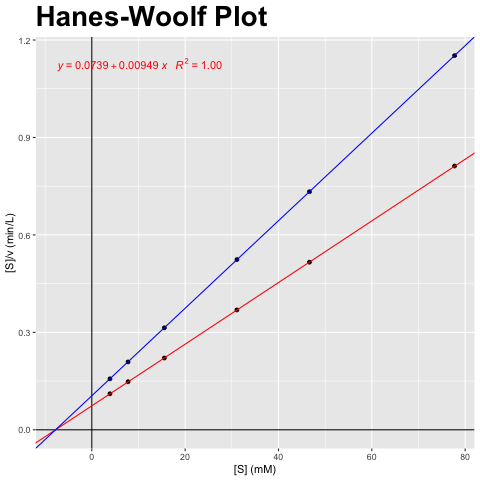 Hanes-Woolf Plot
1.2
y = 0.0739 + 0.00949 x   R² = 1.00
0.9
0.6
0.3
0.0
[S]/v (min/L)
0 20 40 60 80
[S] (mM)